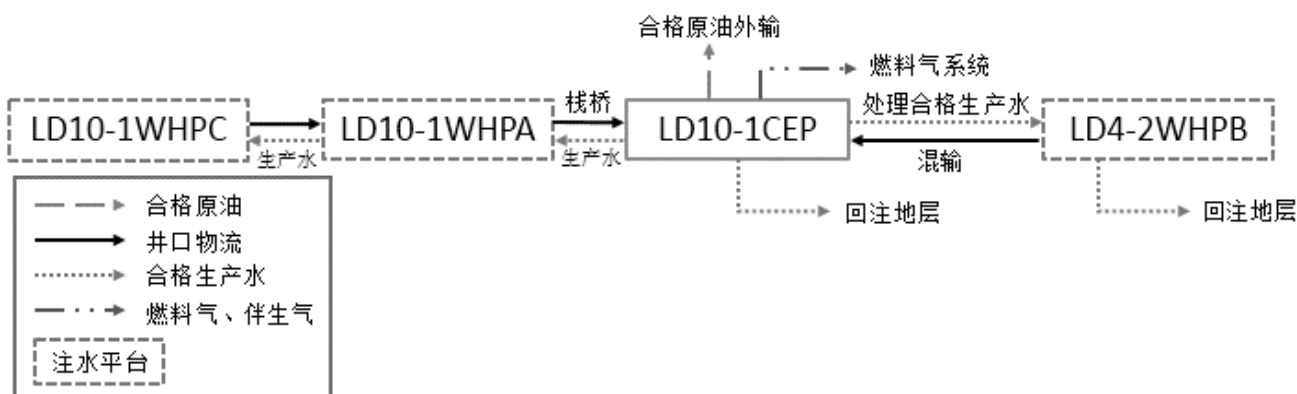 合格原油外输
燃料气系统
栈桥
处理合格生产水
LD10-1WHPC
LD10-1WHPA
LD10-1CEP
LD4-2WHPB
生产水
生产水
混输
回注地层
回注地层
合格原油
井口物流
合格生产水
燃料气、伴生气
注水平台